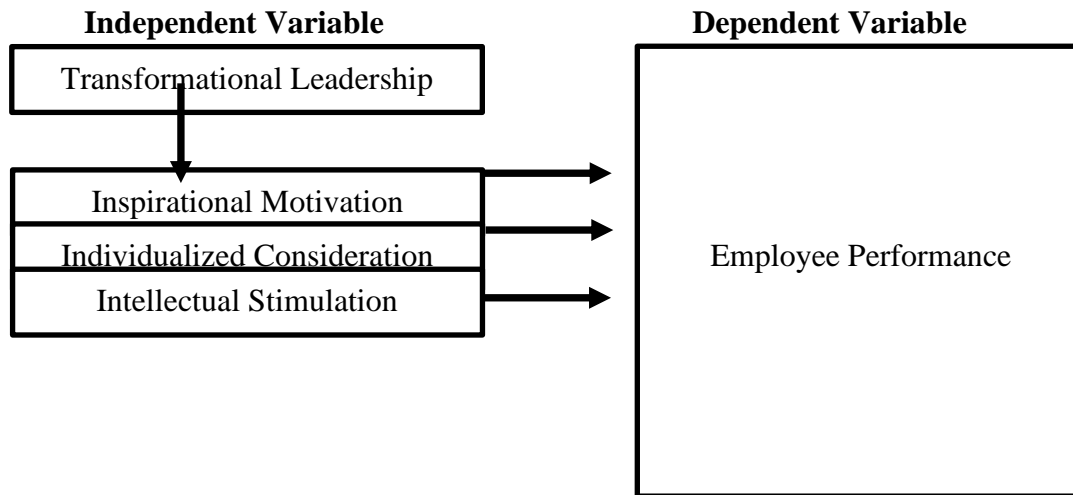 Independent Variable
Dependent Variable
Transformational Leadership
Inspirational Motivation
Individualized Consideration
Intellectual Stimulation
Employee Performance